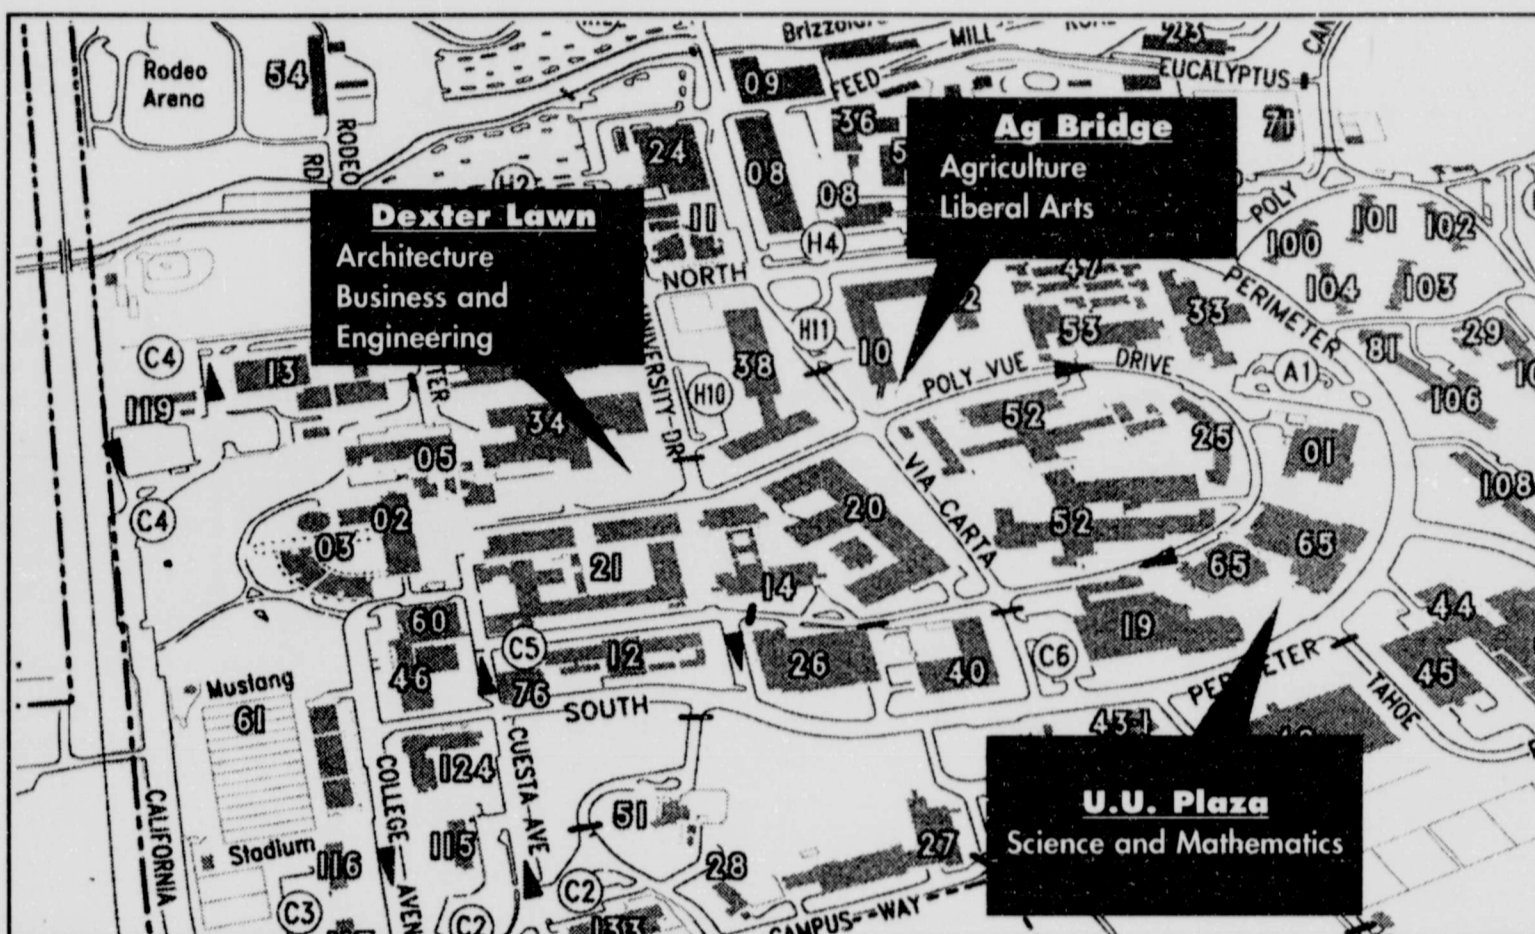 MILL
FEED
EUCALYPTUS
Rodeo
Arena
54
09
36
71
RODEO
RD
24
08
08
11
H4
Ag Bridge
Agriculture
Liberal Arts
POLY
100
101
102
104
103
Dexter Lawn
Architecture
Business and
Engineering
NORTH
47
53
33
PERIMETER
H11
10
38
H10
UNIVERSITY DR
C4
13
119
34
POLY VUE DRIVE
52
25
A1
01
81
29
106
108
05
02
03
C4
20
VIA CARTA
52
65
65
21
14
60
46
C5
76
12
26
40
C6
19
44
45
PERIMETER
TAHOE
SOUTH
Mustang
61
Stadium
CALIFORNIA
COLLEGE
124
CUESTA AVE
115
116
C3
C2
C2
51
28
27
133
CAMPUS WAY
431
U.U. Plaza
Science and Mathematics